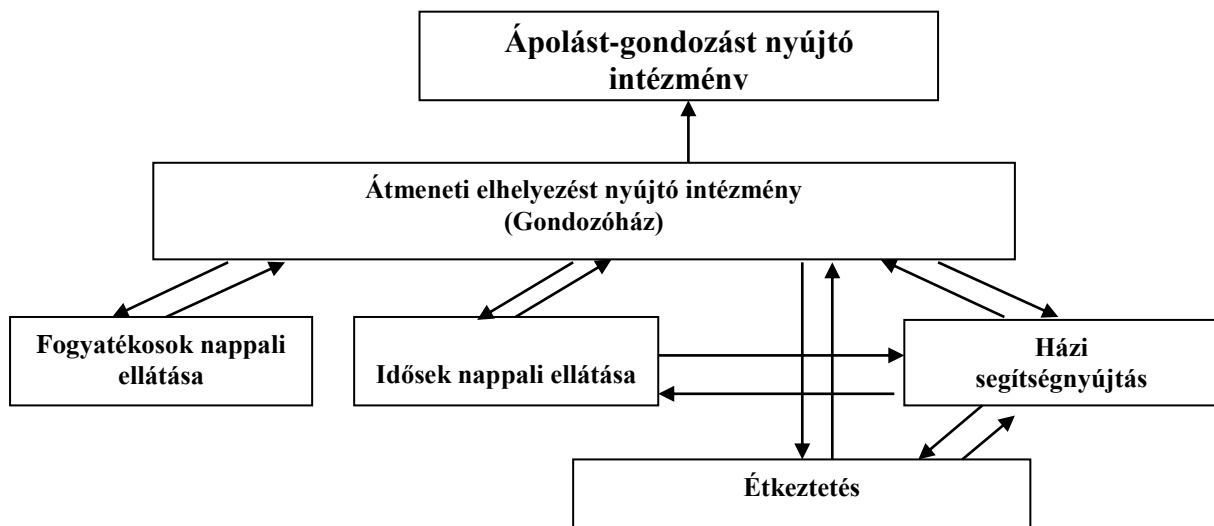 Ápolást-gondozást nyújtó
intézmény
Átmeneti elhelyezést nyújtó intézmény
(Gondozóház)
Fogyatékosok nappali
ellátása
Idősek nappali ellátása
Házi
segítségnyújtás
Étkeztetés